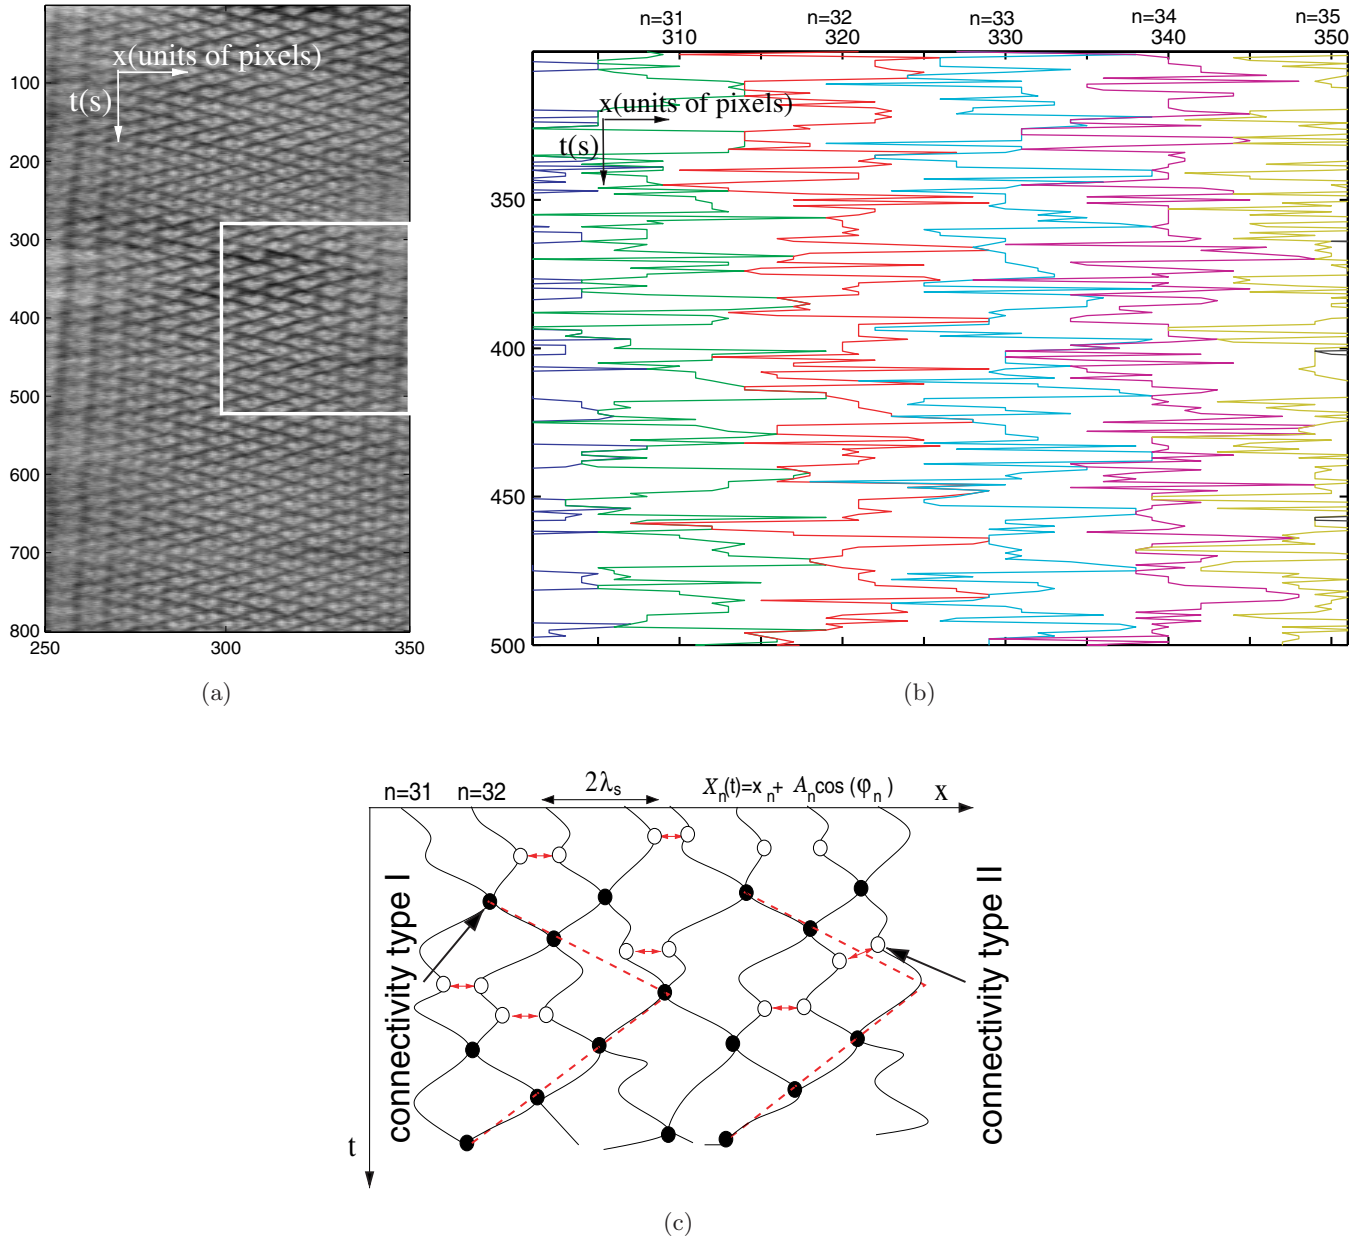 x(units of pixels)
t(s)
100
200
300
400
500
600
700
800
250
300
350
(a)
n=31 n=32 n=33 n=34 n=35
310 320 330 340 350
x(units of pixels)
t(s)
350
400
450
500
(b)
n=31 n=32 2λs Xn(t)=xn+ Ancos(φn) x
connectivity type I
connectivity type II
t
(c)